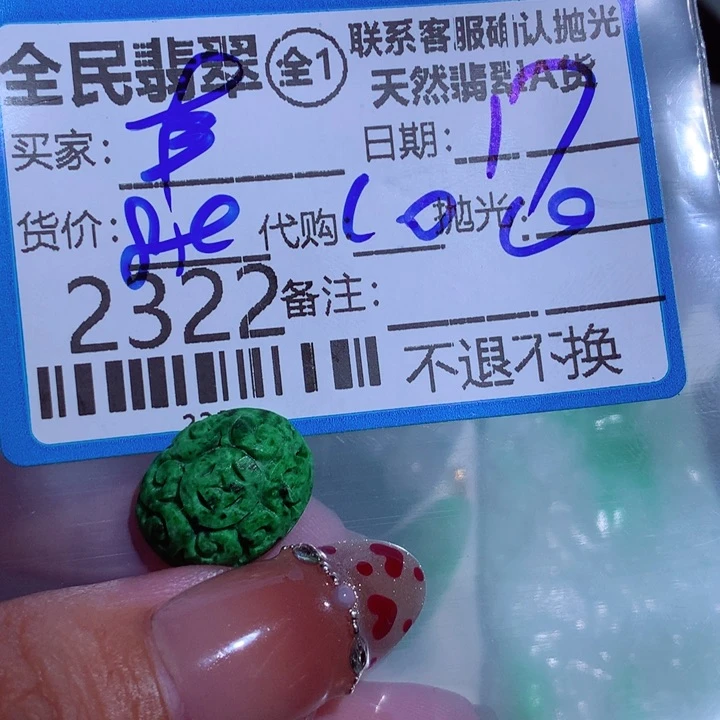 全民翡翠 全1 联系客服确认抛光
天然翡翠A货
买家: 日期: 17
货价: 代购: 抛光:
2322 备注:
不退不换